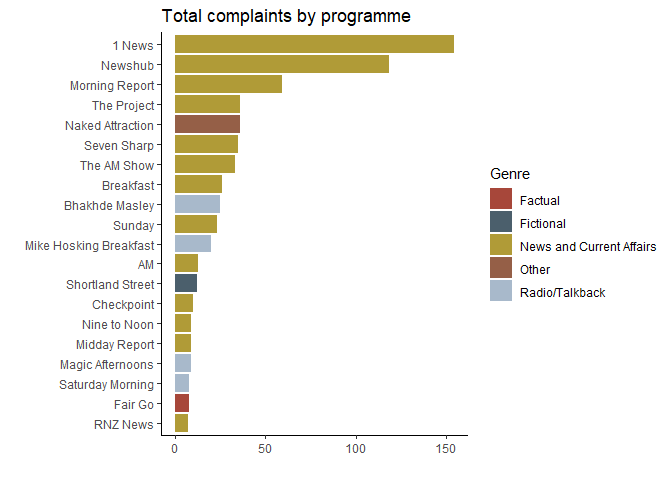 Total complaints by programme
1 News
Newshub
Morning Report
The Project
Naked Attraction
Seven Sharp
The AM Show
Breakfast
Bhakhde Masley
Sunday
Mike Hosking Breakfast
AM
Shortland Street
Checkpoint
Nine to Noon
Midday Report
Magic Afternoons
Saturday Morning
Fair Go
RNZ News
0 50 100 150
Genre
Factual
Fictional
News and Current Affairs
Other
Radio/Talkback